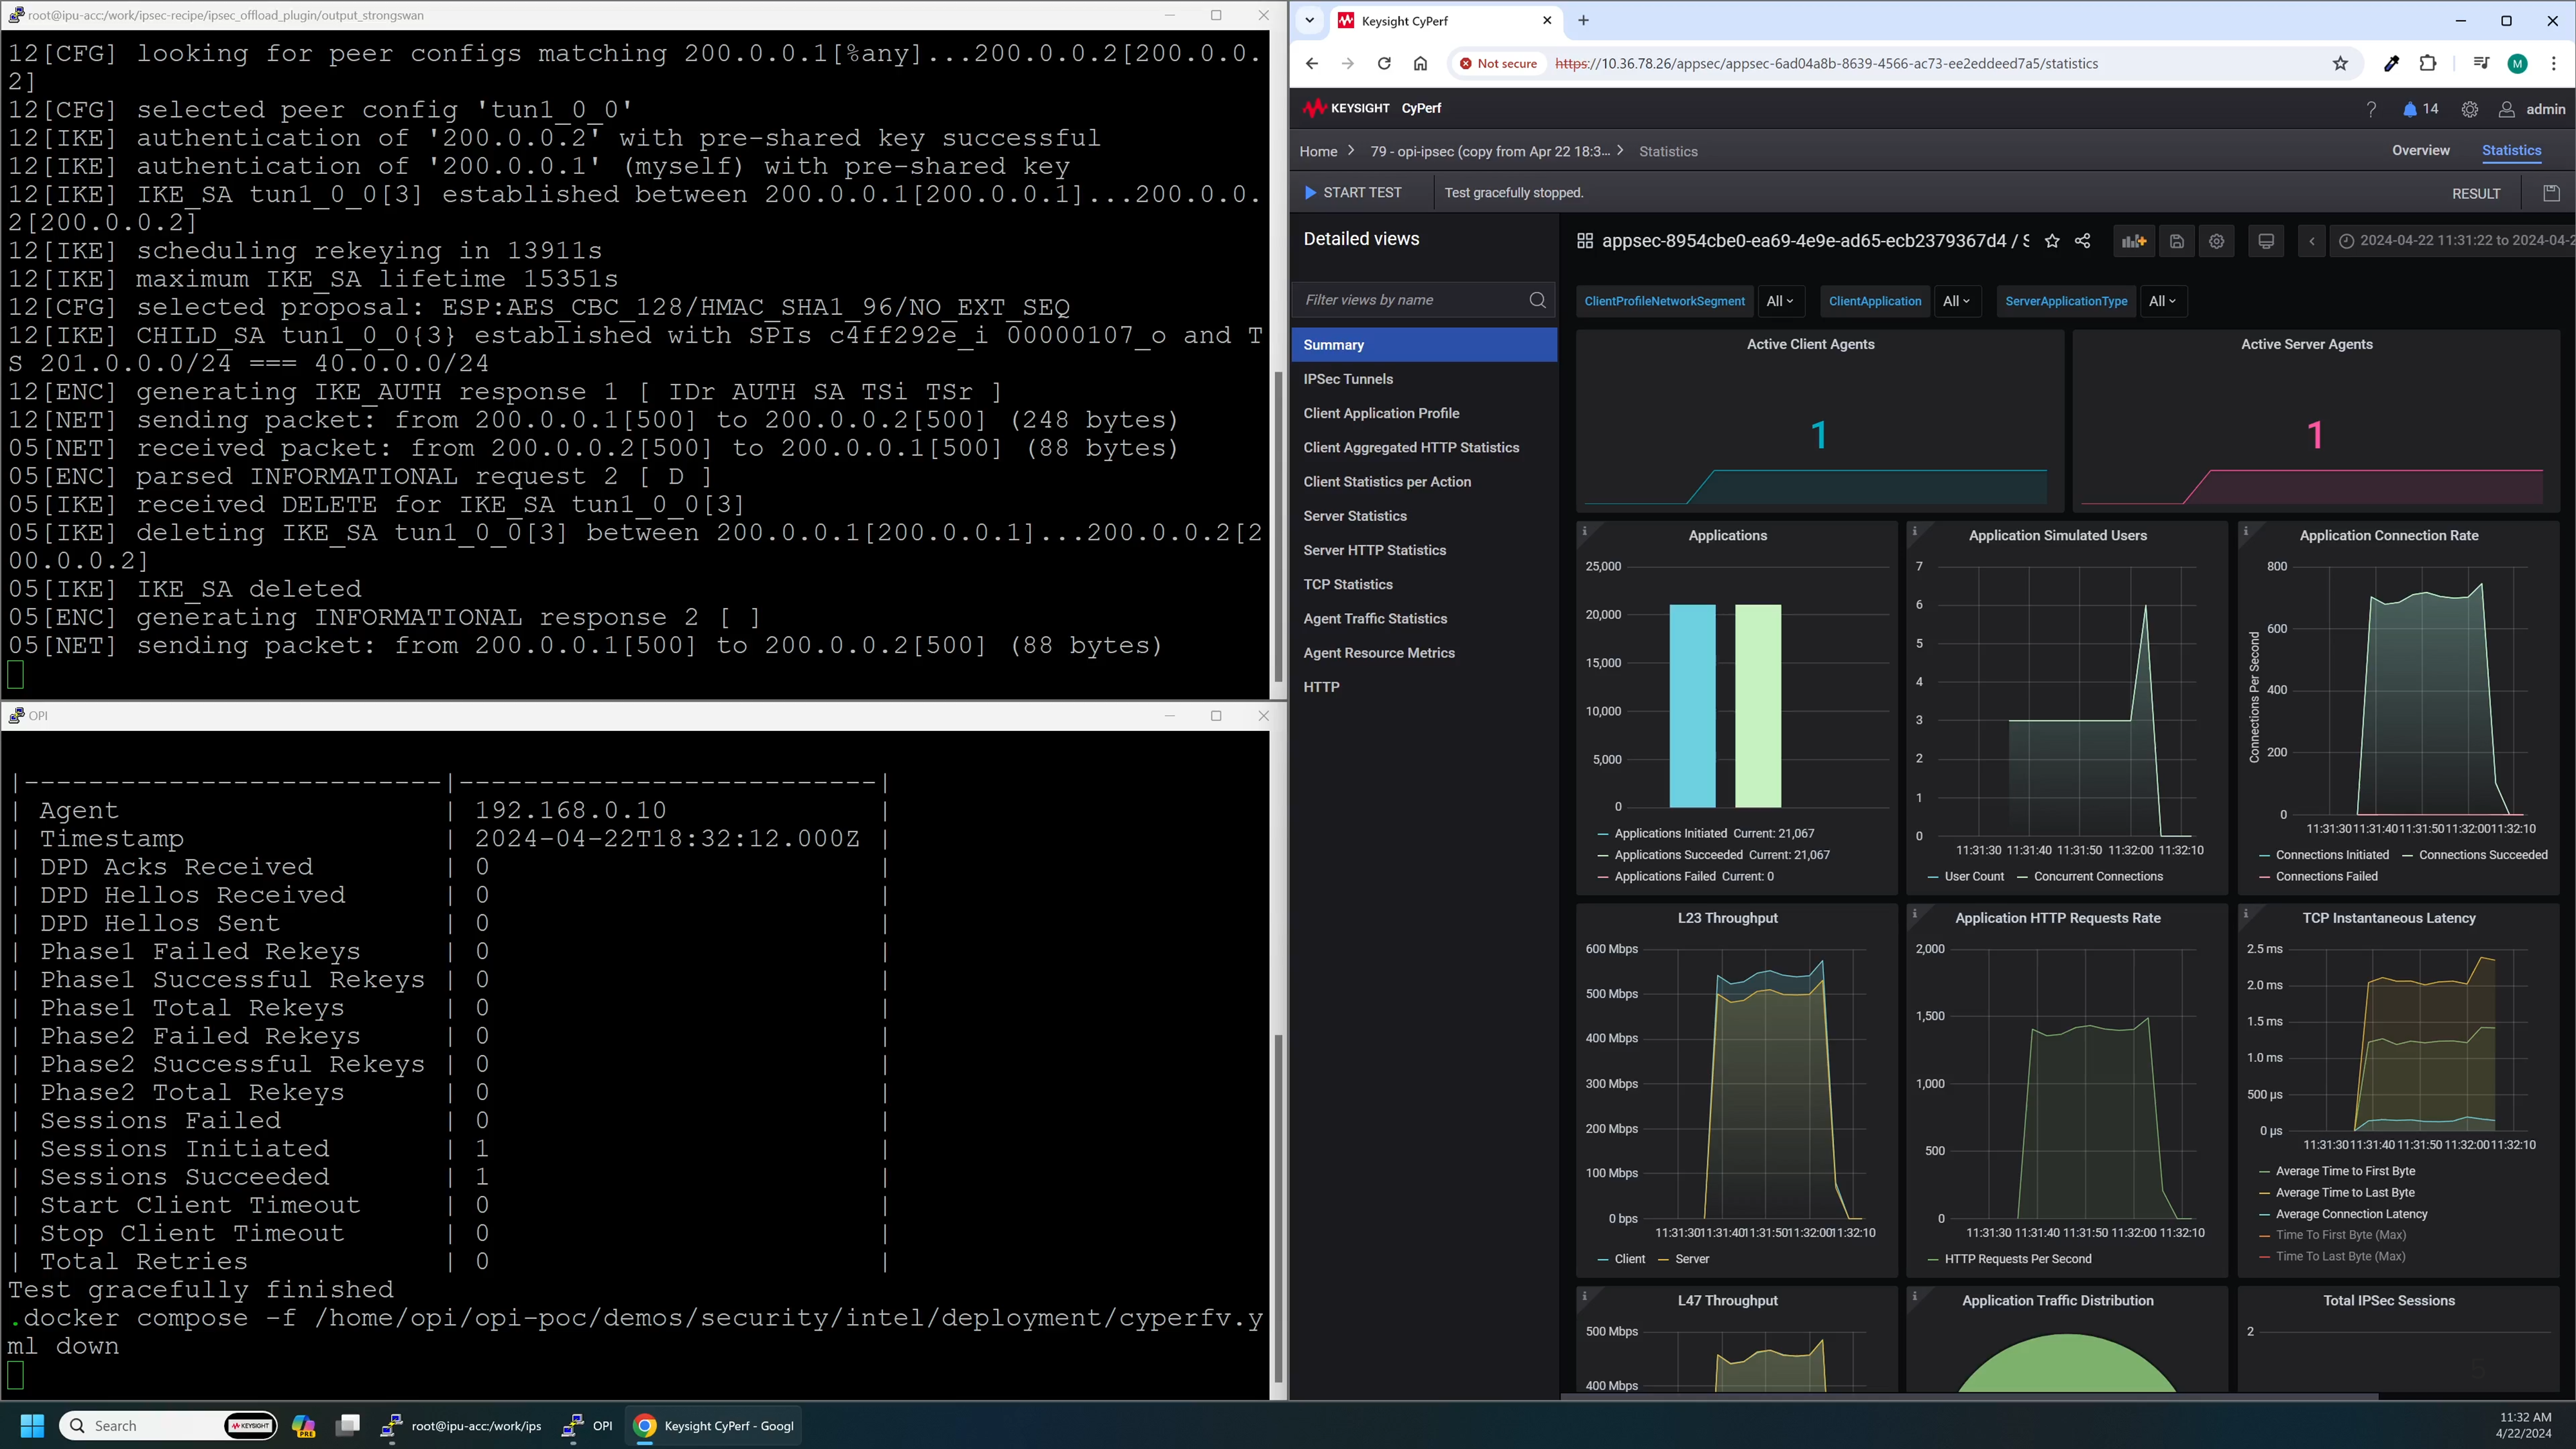 root@ipu-acc:/work/ipsec-recipe/ipsec_offload_plugin/output_strongswan
12[CFG] looking for peer configs matching 200.0.0.1[%any]...200.0.0.2[200.0.0.
2]
12[CFG] selected peer config 'tun1_0_0'
12[IKE] authentication of '200.0.0.2' with pre-shared key successful
12[IKE] authentication of '200.0.0.1' (myself) with pre-shared key
12[IKE] IKE_SA tun1_0_0[3] established between 200.0.0.1[200.0.0.1]...200.0.0.
2[200.0.0.2]
12[IKE] scheduling rekeying in 13911s
12[IKE] maximum IKE_SA lifetime 15351s
12[CFG] selected proposal: ESP:AES_CBC_128/HMAC_SHA1_96/NO_EXT_SEQ
12[IKE] CHILD_SA tun1_0_0{3} established with SPIs c4ff292e_i 00000107_o and T
S 201.0.0.0/24 === 40.0.0.0/24
12[ENC] generating IKE_AUTH response 1 [ IDr AUTH SA TSi TSr ]
12[NET] sending packet: from 200.0.0.1[500] to 200.0.0.2[500] (248 bytes)
05[NET] received packet: from 200.0.0.2[500] to 200.0.0.1[500] (88 bytes)
05[ENC] parsed INFORMATIONAL request 2 [ D ]
05[IKE] received DELETE for IKE_SA tun1_0_0[3]
05[IKE] deleting IKE_SA tun1_0_0[3] between 200.0.0.1[200.0.0.1]...200.0.0.2[2
00.0.0.2]
05[IKE] IKE_SA deleted
05[ENC] generating INFORMATIONAL response 2 [ ]
05[NET] sending packet: from 200.0.0.1[500] to 200.0.0.2[500] (88 bytes)
OPI
|--------------------------|--------------------------|
| Agent | 192.168.0.10 |
| Timestamp | 2024-04-22T18:32:12.000Z |
| DPD Acks Received | 0 |
| DPD Hellos Received | 0 |
| DPD Hellos Sent | 0 |
| Phase1 Failed Rekeys | 0 |
| Phase1 Successful Rekeys | 0 |
| Phase1 Total Rekeys | 0 |
| Phase2 Failed Rekeys | 0 |
| Phase2 Successful Rekeys | 0 |
| Phase2 Total Rekeys | 0 |
| Sessions Failed | 0 |
| Sessions Initiated | 1 |
| Sessions Succeeded | 1 |
| Start Client Timeout | 0 |
| Stop Client Timeout | 0 |
| Total Retries | 0 |
Test gracefully finished
.docker compose -f /home/opi/opi-poc/demos/security/intel/deployment/cyperfv.y
ml down
Keysight CyPerf
Not secure https://10.36.78.26/appsec/appsec-6ad04a8b-8639-4566-ac73-ee2eddeed7a5/statistics M
KEYSIGHT CyPerf ? 14 admin
Home > 79 - opi-ipsec (copy from Apr 22 18:3... > Statistics Overview Statistics
START TEST Test gracefully stopped. RESULT
Detailed views
Filter views by name
Summary
IPSec Tunnels
Client Application Profile
Client Aggregated HTTP Statistics
Client Statistics per Action
Server Statistics
Server HTTP Statistics
TCP Statistics
Agent Traffic Statistics
Agent Resource Metrics
HTTP
appsec-8954cbe0-ea69-4e9e-ad65-ecb2379367d4 / S 2024-04-22 11:31:22 to 2024-04-2
ClientProfileNetworkSegment All ClientApplication All ServerApplicationType All
Active Client Agents
1
Active Server Agents
1
Applications
25,000
20,000
15,000
10,000
5,000
0
Applications Initiated Current: 21,067
Applications Succeeded Current: 21,067
Applications Failed Current: 0
Application Simulated Users
7
6
5
4
3
2
1
0
11:31:30 11:31:40 11:31:50 11:32:00 11:32:10
User Count Concurrent Connections
Application Connection Rate
Connections Per Second
800
600
400
200
0
11:31:30 11:31:40 11:31:50 11:32:00 11:32:10
Connections Initiated Connections Succeeded
Connections Failed
L23 Throughput
600 Mbps
500 Mbps
400 Mbps
300 Mbps
200 Mbps
100 Mbps
0 bps
11:31:30 11:31:40 11:31:50 11:32:00 11:32:10
Client Server
Application HTTP Requests Rate
2,000
1,500
1,000
500
0
11:31:30 11:31:40 11:31:50 11:32:00 11:32:10
HTTP Requests Per Second
TCP Instantaneous Latency
2.5 ms
2.0 ms
1.5 ms
1.0 ms
500 µs
0 µs
11:31:30 11:31:40 11:31:50 11:32:00 11:32:10
Average Time to First Byte
Average Time to Last Byte
Average Connection Latency
Time To First Byte (Max)
Time To Last Byte (Max)
L47 Throughput
500 Mbps
400 Mbps
Application Traffic Distribution
Total IPSec Sessions
2
Search KEYSIGHT PRE root@ipu-acc:/work/ips OPI Keysight CyPerf - Googl
11:32 AM
4/22/2024